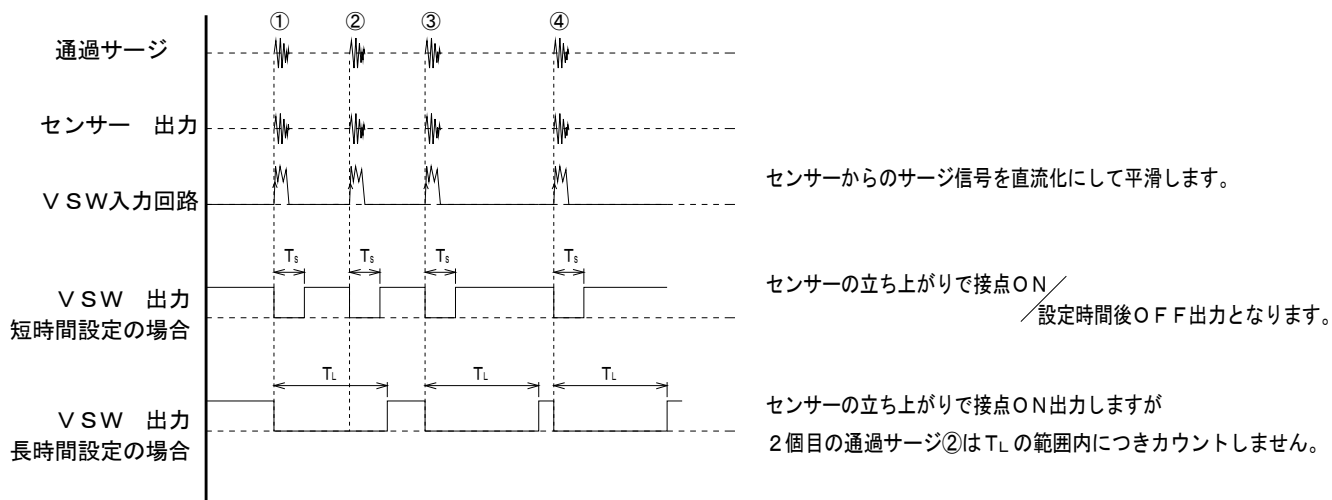 ① ② ③ ④
通過サージ
センサー　出力
ＶＳＷ入力回路
センサーからのサージ信号を直流化にして平滑します。
Ts Ts Ts Ts
ＶＳＷ　出力
短時間設定の場合
センサーの立ち上がりで接点ＯＮ／
設定時間後ＯＦＦ出力となります。
TL TL TL
ＶＳＷ　出力
長時間設定の場合
センサーの立ち上がりで接点ＯＮ出力しますが
２個目の通過サージ②はTLの範囲内につきカウントしません。